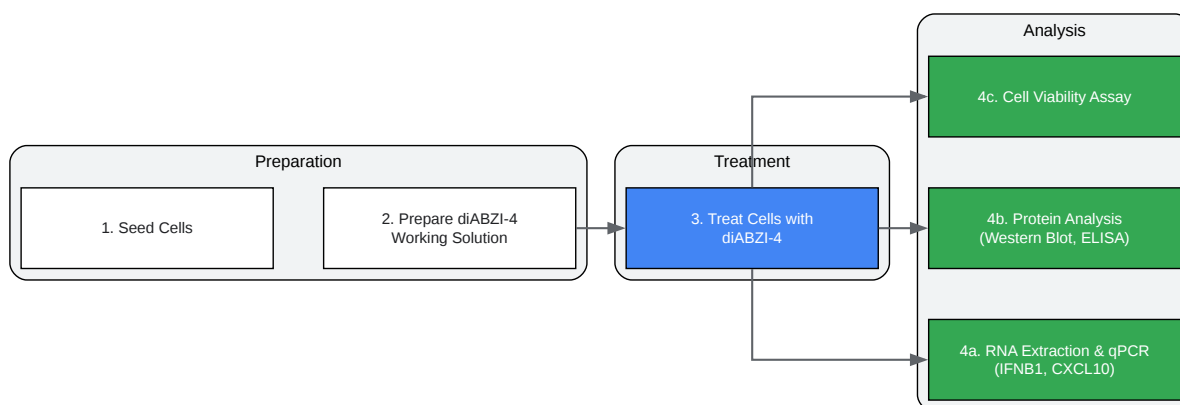 Preparation
1. Seed Cells
2. Prepare diABZI-4
Working Solution
Treatment
3. Treat Cells with
diABZI-4
Analysis
4c. Cell Viability Assay
4b. Protein Analysis
(Western Blot, ELISA)
4a. RNA Extraction & qPCR
(IFNB1, CXCL10)